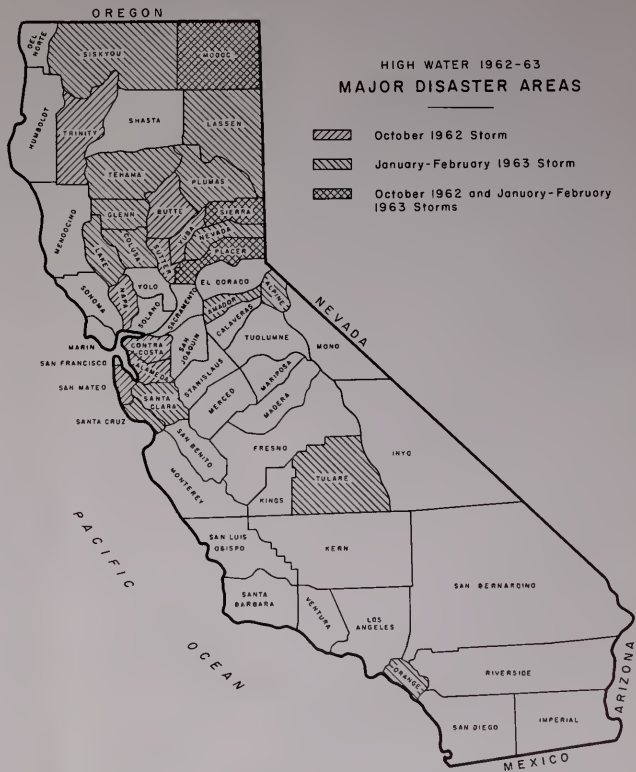 OREGON
HIGH WATER 1962-63
MAJOR DISASTER AREAS
October 1962 Storm
January-February 1963 Storm
October 1962 and January-February
1963 Storms
DEL
NORTE
SISKIYOU
MODOC
HUMBOLDT
TRINITY
SHASTA
LASSEN
TEHAMA
PLUMAS
MENDOCINO
GLENN
BUTTE
SIERRA
YUBA
NEVADA
LAKE
COLUSA
SUTTER
PLACER
SONOMA
NAPA
YOLO
EL DORADO
ALPINE
SOLANO
SACRAMENTO
AMADOR
CALAVERAS
NEVADA
MARIN
CONTRA
COSTA
SAN
JOAQUIN
TUOLUMNE
MONO
SAN FRANCISCO
ALAMEDA
STANISLAUS
MARIPOSA
SAN MATEO
SANTA
CLARA
MERCED
MADERA
SANTA CRUZ
SAN BENITO
FRESNO
INYO
MONTEREY
KINGS
TULARE
PACIFIC
OCEAN
SAN LUIS
OBISPO
KERN
SAN BERNARDINO
SANTA
BARBARA
VENTURA
LOS
ANGELES
ORANGE
RIVERSIDE
ARIZONA
SAN DIEGO
IMPERIAL
MEXICO